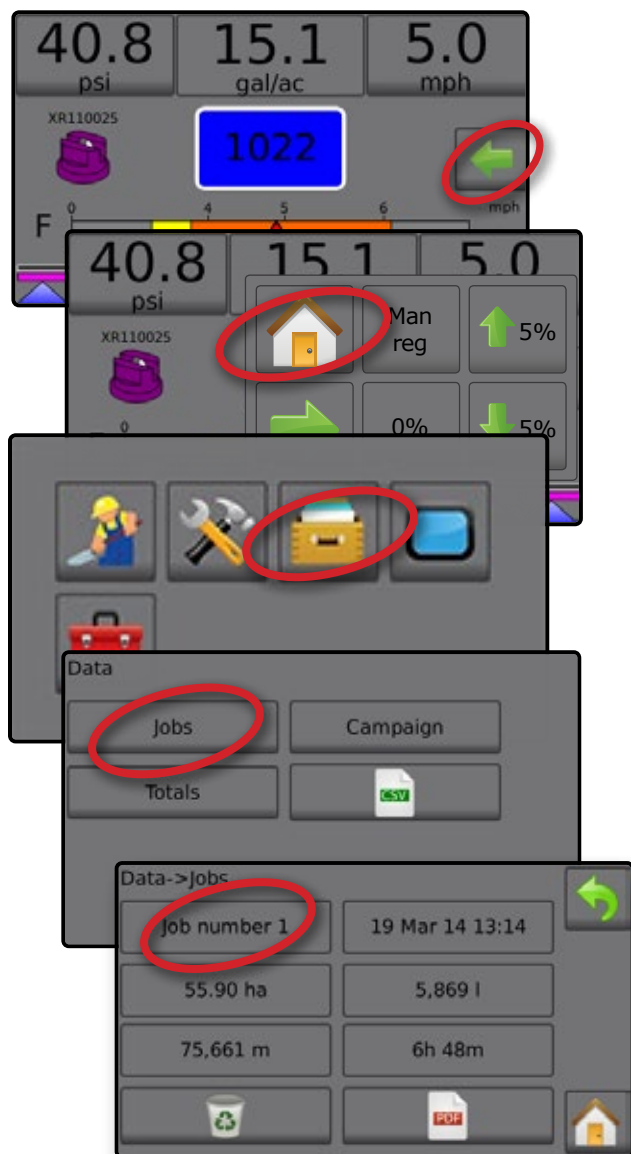 40.8 15.1 5.0
psi gal/ac mph
XR110025
1022
0 4 5 6 mph
F
40.8 15.1 5.0
psi
XR110025
Man
reg
5%
0
0% 5%
Data
Jobs Campaign
Totals CSV
Data->Jobs
Job number 1 19 Mar 14 13:14
55.90 ha 5,869 l
75,661 m 6h 48m
PDF